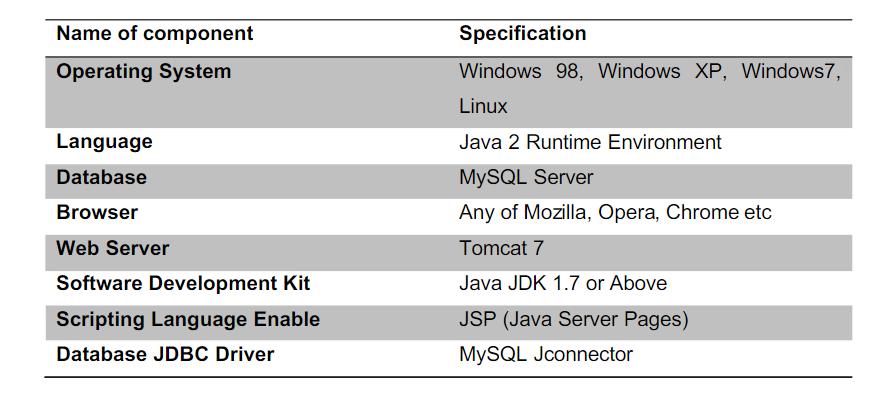 Name of component Specification
Operating System Windows 98, Windows XP, Windows7,
Linux
Language Java 2 Runtime Environment
Database MySQL Server
Browser Any of Mozilla, Opera, Chrome etc
Web Server Tomcat 7
Software Development Kit Java JDK 1.7 or Above
Scripting Language Enable JSP (Java Server Pages)
Database JDBC Driver MySQL Jconnector